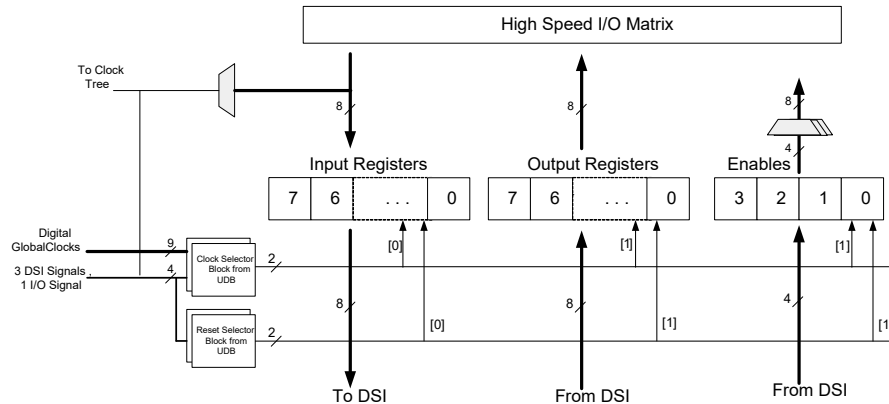 High Speed I/O Matrix
To Clock
Tree
8
8
8
4
Input Registers
Output Registers
Enables
7 6 . . . 0
7 6 . . . 0
3 2 1 0
Digital
GlobalClocks
9
3 DSI Signals ,
1 I/O Signal
4
Clock Selector
Block from
UDB
2
[0]
[1]
[1]
8
8
4
Reset Selector
Block from
UDB
2
[0]
[1]
[1
To DSI
From DSI
From DSI